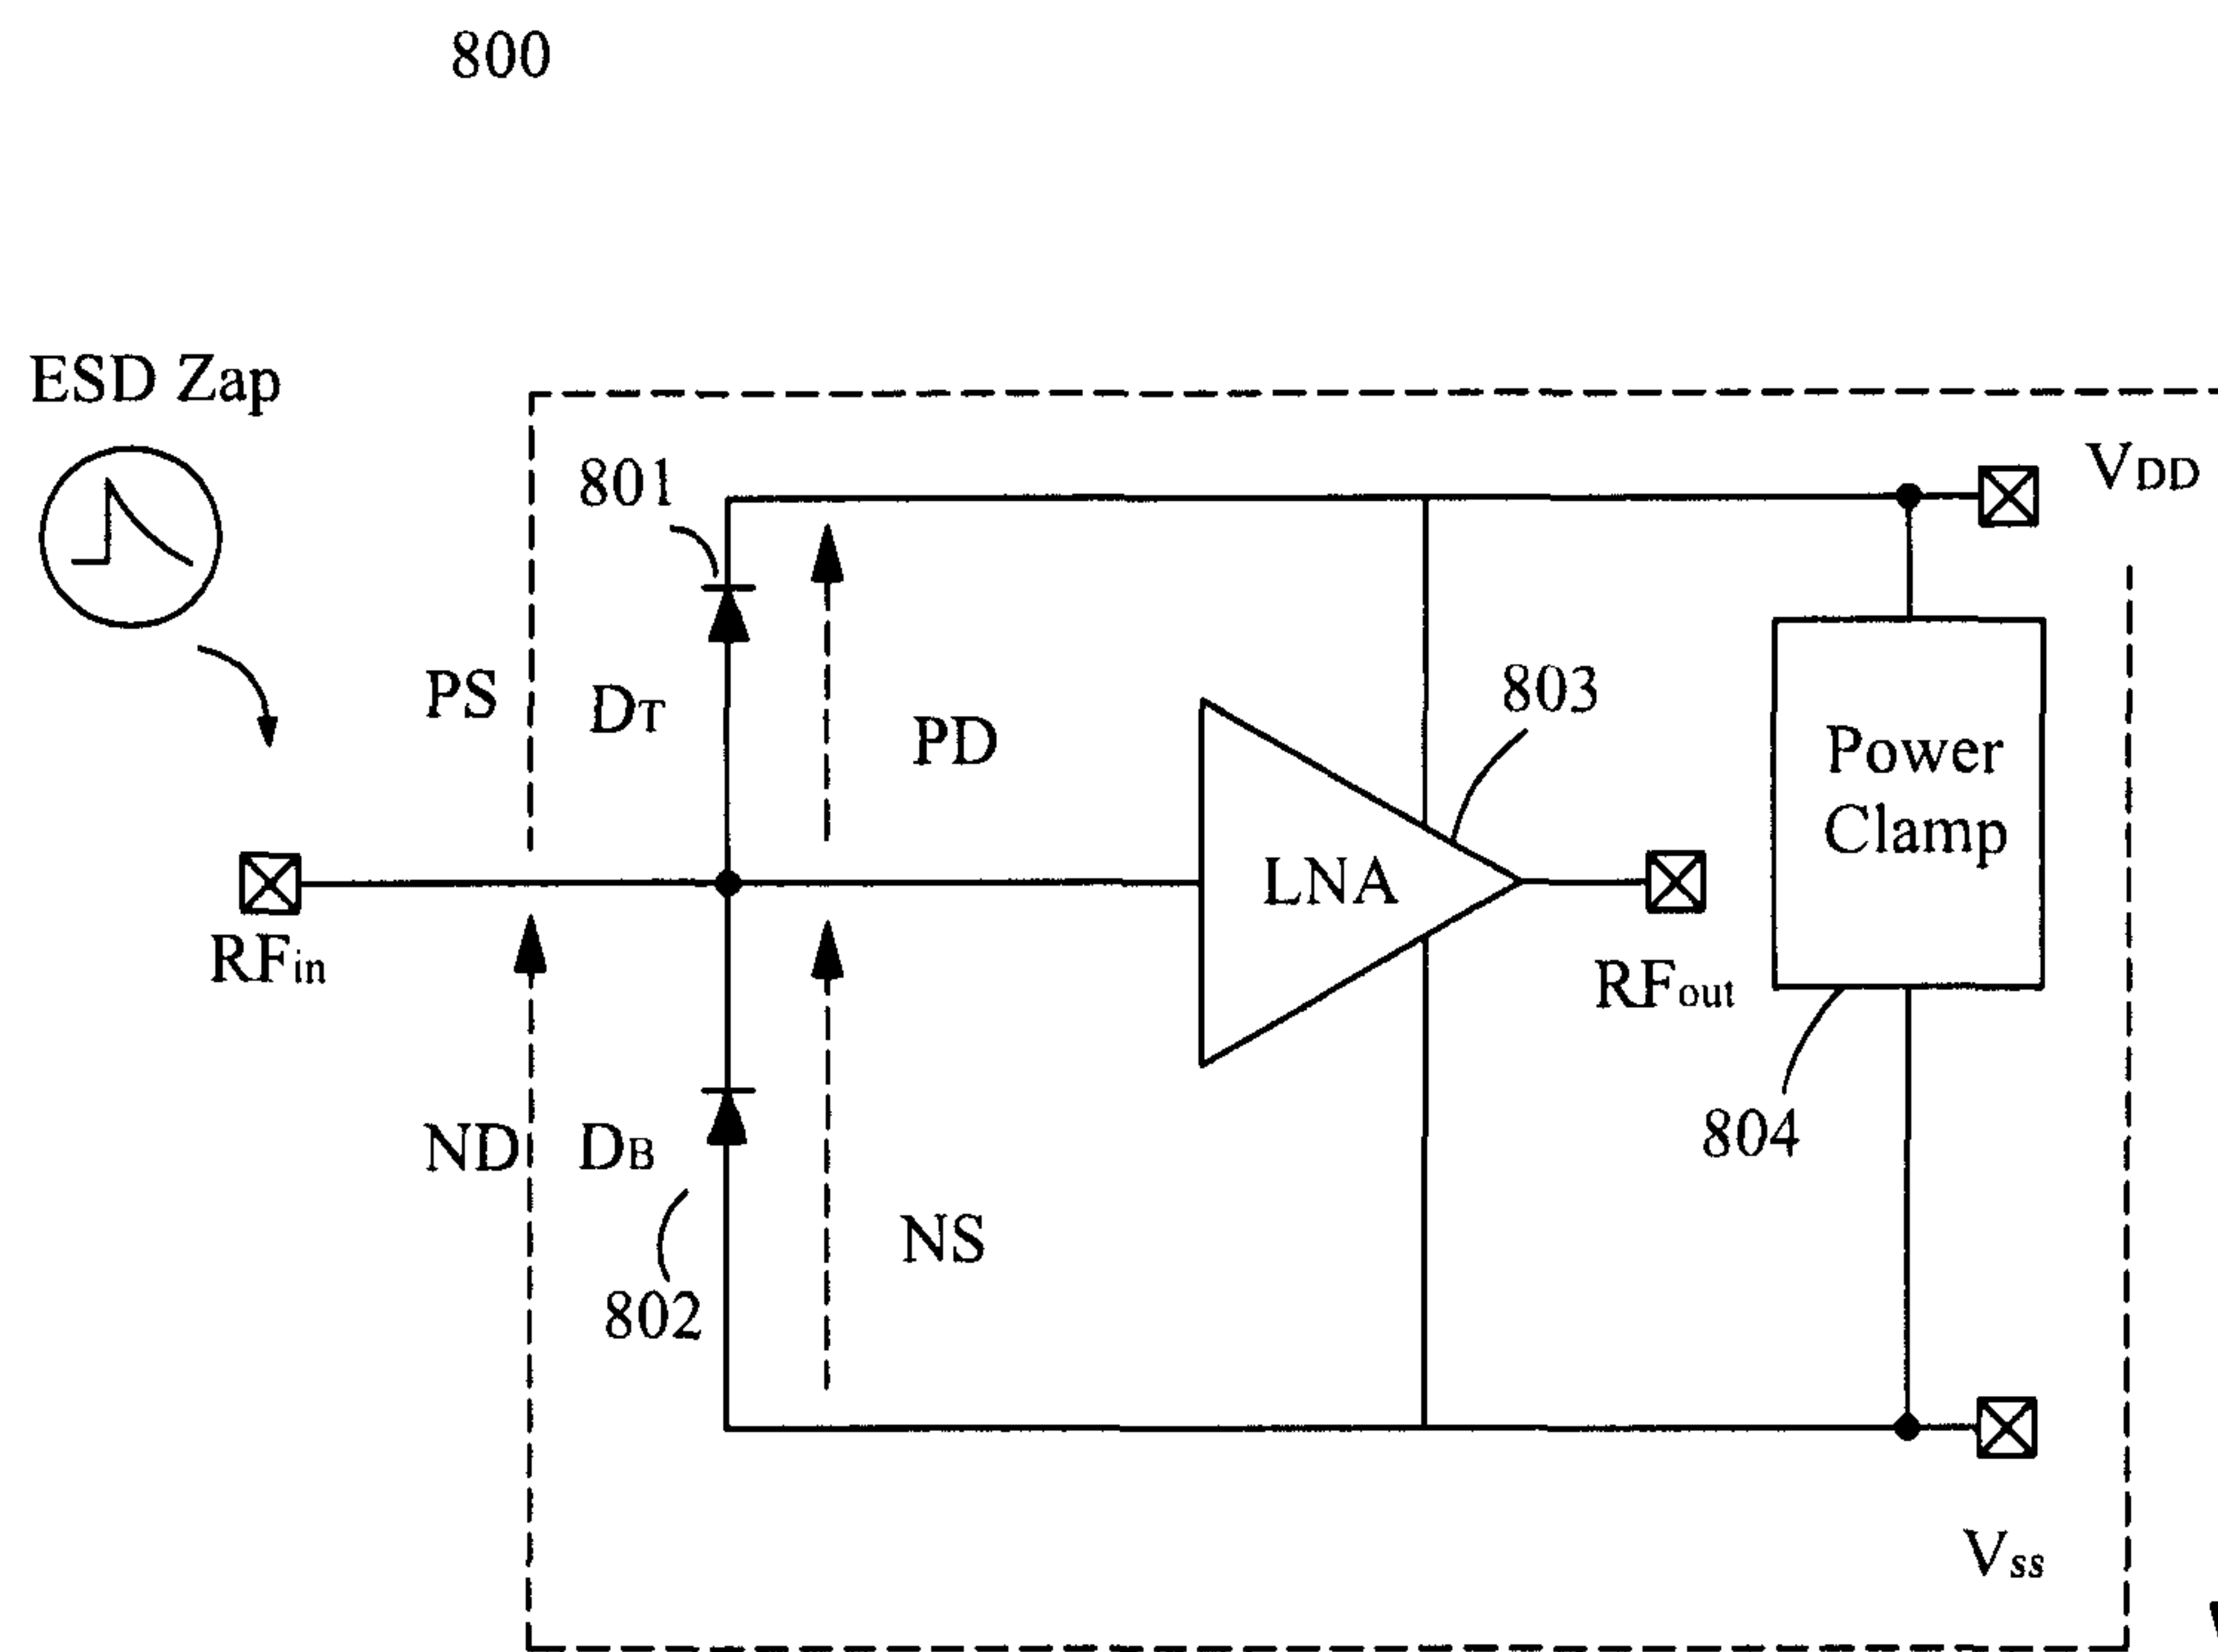 800
ESD Zap
801
VDD
PS
DT
PD
803
Power
Clamp
LNA
RFin
RFout
ND
DB
804
NS
802
Vss